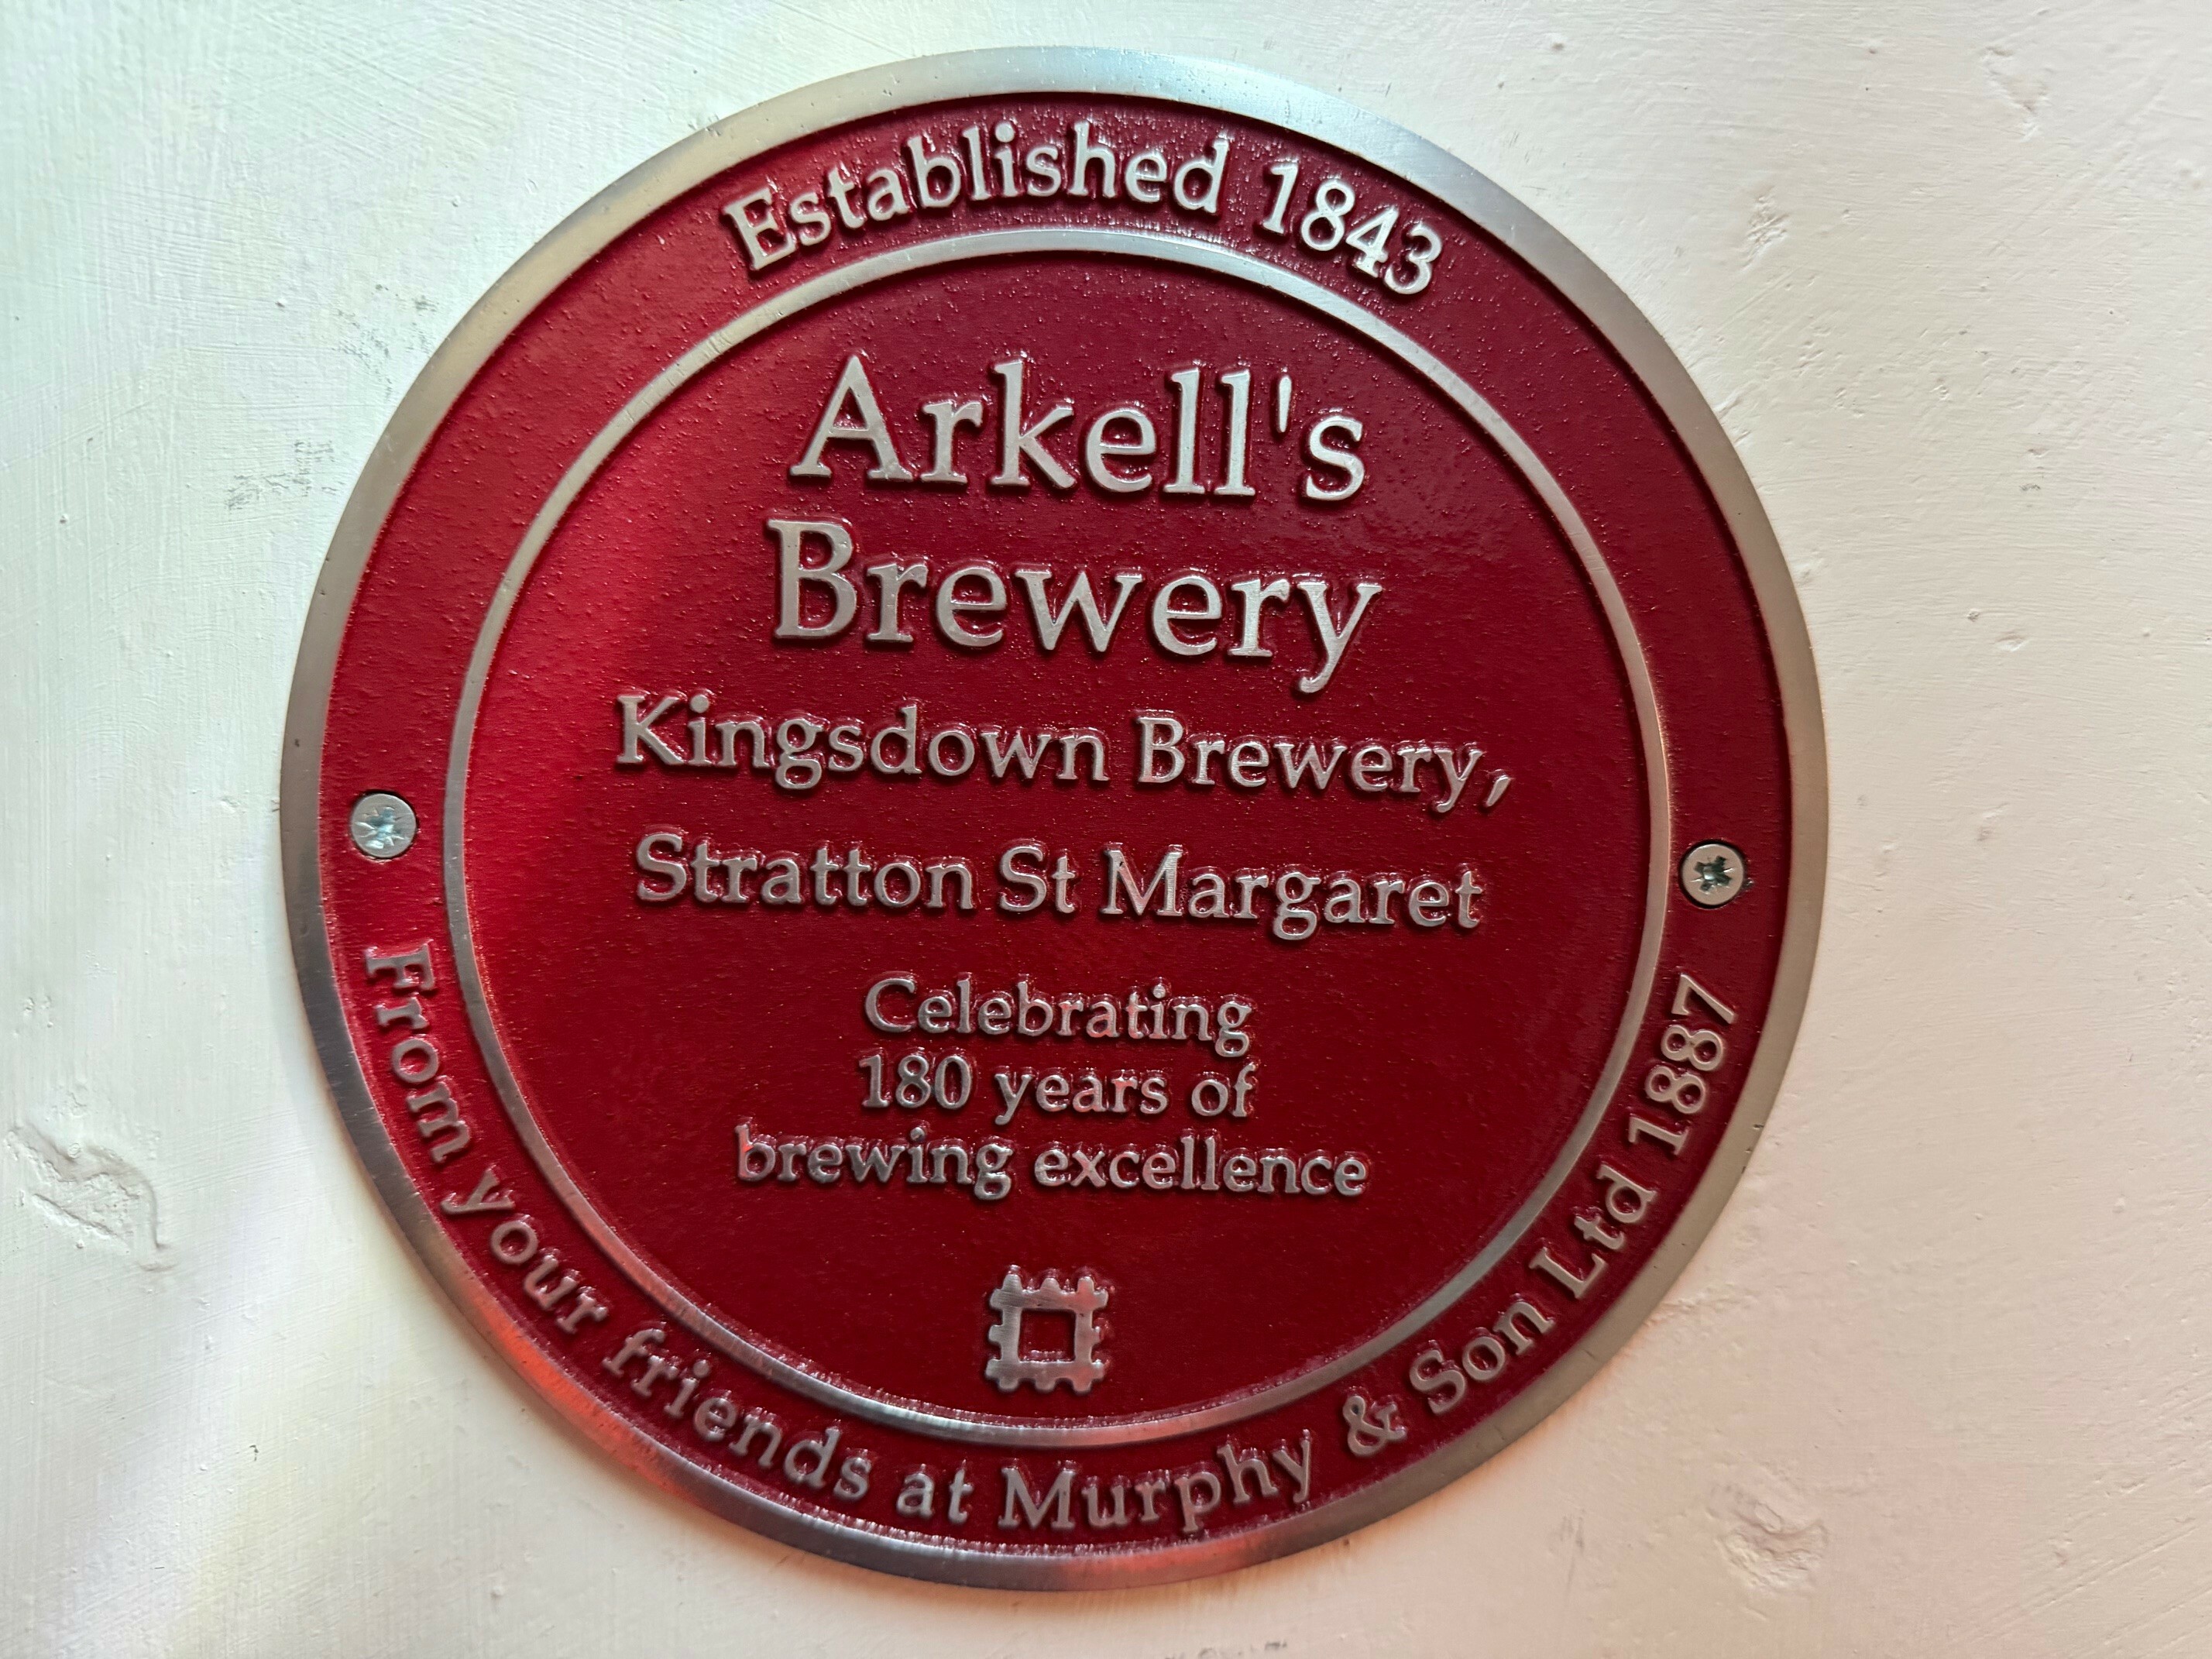 Established 1843
Arkell's
Brewery
Kingsdown Brewery,
Stratton St Margaret
Celebrating
180 years of
brewing excellence
From your friends at Murphy & Son Ltd 1887